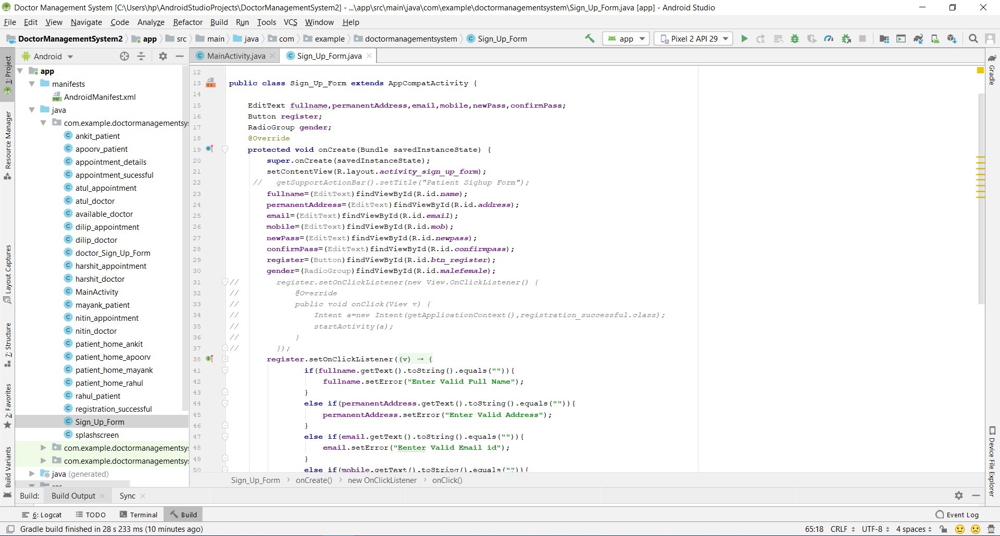 Doctor Management System [C:\Users\hp\AndroidStudioProjects\DoctorManagementSystem2] - ...\app\src\main\java\com\example\doctormanagementsystem\Sign_Up_Form.java [app] - Android Studio
File Edit View Navigate Code Analyze Refactor Build Run Tools VCS Window Help
DoctorManagementSystem2 app src main java com example doctormanagementsystem Sign_Up_Form app Pixel 2 API 29
Android MainActivity.java Sign_Up_Form.java
1: Project
Resource Manager
Layout Captures
7: Structure
2: Favorites
Build Variants
app
manifests
AndroidManifest.xml
java
com.example.doctormanagementsy
ankit_patient
apoorv_patient
appointment_details
appointment_sucessful
atul_appointment
atul_doctor
available_doctor
dilip_appointment
dilip_doctor
doctor_Sign_Up_Form
harshit_appointment
harshit_doctor
MainActivity
mayank_patient
nitin_appointment
nitin_doctor
patient_home_ankit
patient_home_apoorv
patient_home_mayank
patient_home_rahul
rahul_patient
registration_successful
Sign_Up_Form
splashscreen
com.example.doctormanagementsy
com.example.doctormanagementsy
java (generated)
res
12
13 public class Sign_Up_Form extends AppCompatActivity {
14
15 EditText fullname,permanentAddress,email,mobile,newPass,confirmPass;
16 Button register;
17 RadioGroup gender;
18 @Override
19 protected void onCreate(Bundle savedInstanceState) {
20 super.onCreate(savedInstanceState);
21 setContentView(R.layout.activity_sign_up_form);
22 // getSupportActionBar().setTitle("Patient Sighup Form");
23 fullname=(EditText)findViewById(R.id.name);
24 permanentAddress=(EditText)findViewById(R.id.address);
25 email=(EditText)findViewById(R.id.email);
26 mobile=(EditText)findViewById(R.id.mob);
27 newPass=(EditText)findViewById(R.id.newpass);
28 confirmPass=(EditText)findViewById(R.id.confirmpass);
29 register=(Button)findViewById(R.id.btn_register);
30 gender=(RadioGroup)findViewById(R.id.malefemale);
31 // register.setOnClickListener(new View.OnClickListener() {
32 // @Override
33 // public void onClick(View v) {
34 // Intent a=new Intent(getApplicationContext(),registration_successful.class);
35 // startActivity(a);
36 // }
37 // });
38 register.setOnClickListener((v) → {
41 if(fullname.getText().toString().equals("")){
42 fullname.setError("Enter Valid Full Name");
43 }
44 else if(permanentAddress.getText().toString().equals("")){
45 permanentAddress.setError("Enter Valid Address");
46 }
47 else if(email.getText().toString().equals("")){
48 email.setError("Eenter Valid Email id");
49 }
50 else if(mobile.getText().toString().equals("")){
Sign_Up_Form onCreate() new OnClickListener onClick()
Gradle
Device File Explorer
Build: Build Output Sync
6: Logcat TODO Terminal Build Event Log
Gradle build finished in 28 s 233 ms (10 minutes ago) 65:18 CRLF UTF-8 4 spaces